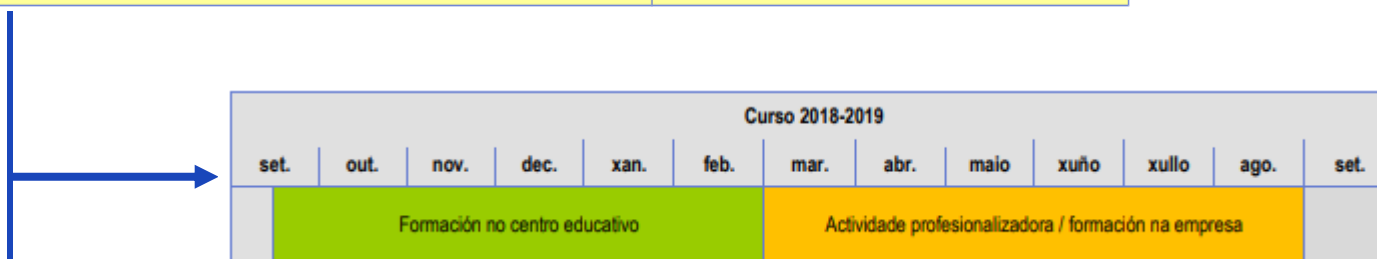 Curso 2018-2019
set. out. nov. dec. xan. feb. mar. abr. maio xuño xullo ago. set.
Formación no centro educativo Actividade profesionalizadora / formación na empresa